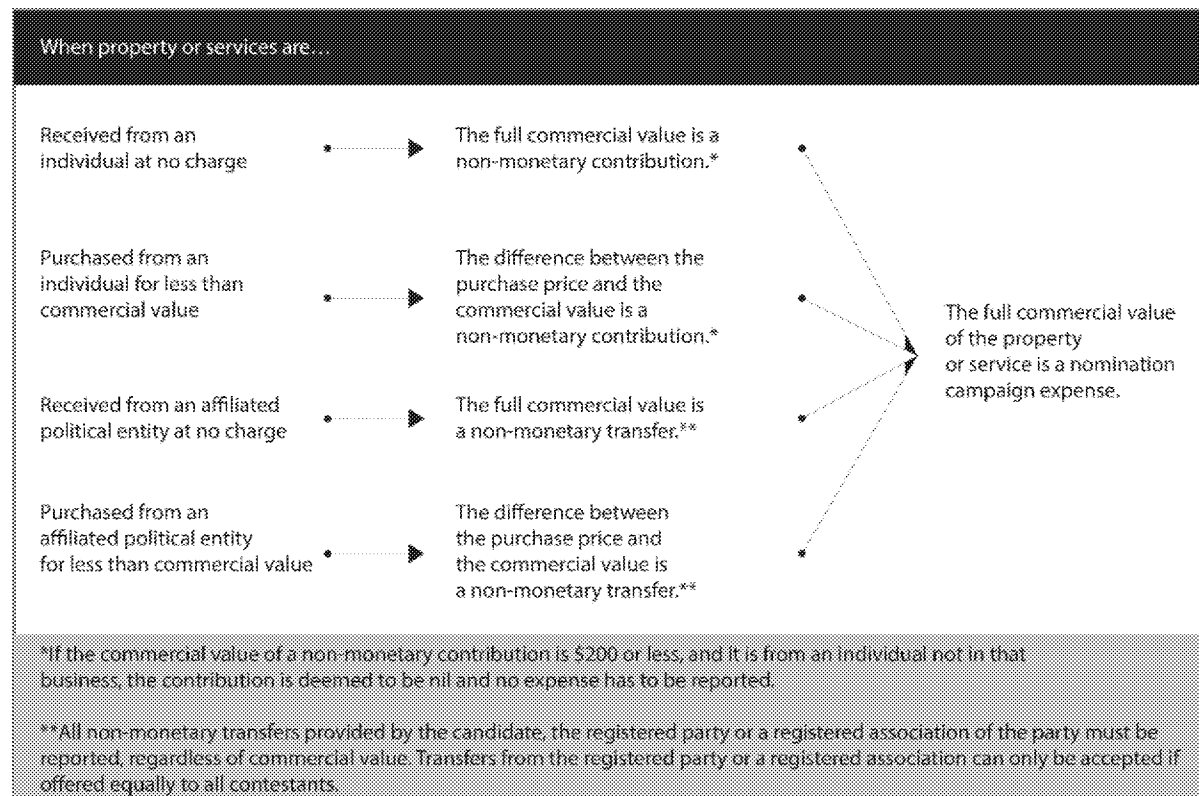 When property or services are…
Received from an
individual at no charge
The full commercial value is a
non-monetary contribution.*
Purchased from an
individual for less than
commercial value
The difference between the
purchase price and the
commercial value is a
non-monetary contribution.*
Received from an affiliated
political entity at no charge
The full commercial value is
a non-monetary transfer.**
Purchased from an
affiliated political entity
for less than commercial value
The difference between
the purchase price and
the commercial value is
a non-monetary transfer.**
The full commercial value
of the property
or service is a nomination
campaign expense.
*If the commercial value of a non-monetary contribution is $200 or less, and it is from an individual not in that
business, the contribution is deemed to be nil and no expense has to be reported.
**All non-monetary transfers provided by the candidate, the registered party or a registered association of the party must be
reported, regardless of commercial value. Transfers from the registered party or a registered association can only be accepted if
offered equally to all contestants.